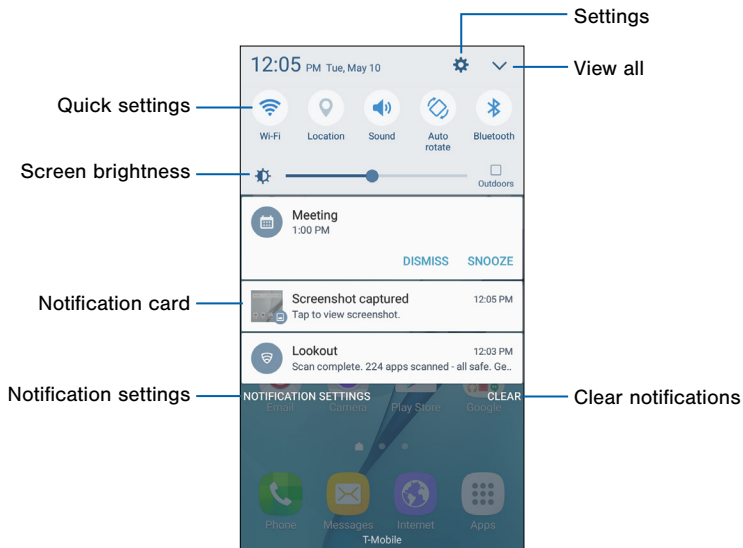 Settings
12:05 PM Tue, May 10
View all
Quick settings
Wi-Fi
Location
Sound
Auto
rotate
Bluetooth
Screen brightness
Outdoors
Meeting
1:00 PM
DISMISS SNOOZE
Notification card
Screenshot captured 12:05 PM
Tap to view screenshot.
Lookout 12:03 PM
Scan complete. 224 apps scanned - all safe. Ge..
Notification settings
NOTIFICATION SETTINGS CLEAR
Clear notifications
Email Camera Play Store Google
Phone Messages Internet Apps
T-Mobile